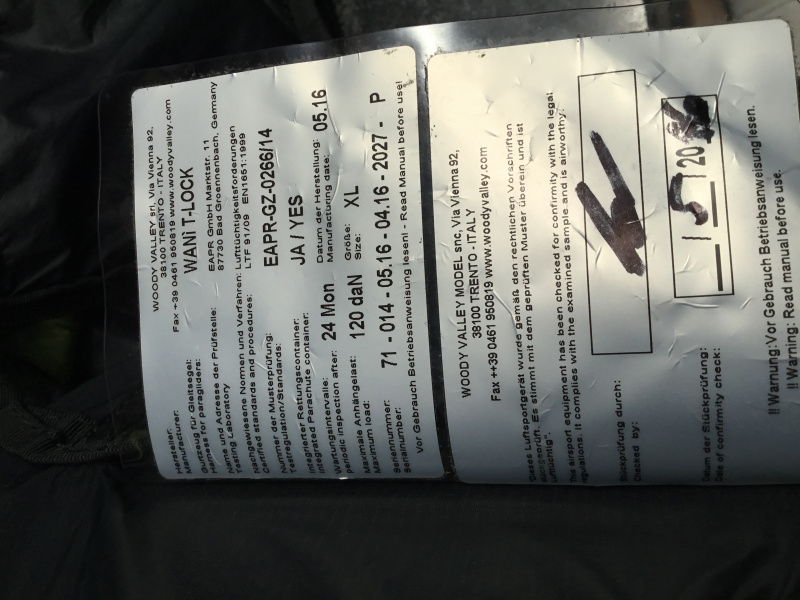 WOODY VALLEY srl, Via Vienna 92,
38100 TRENTO - ITALY
Fax +39 0461 950819 www.woodyvalley.com
Hersteller:
Manufacturer:
WANi T-LOCK
Gurtzeug für Gleitsegel:
Harness for paragliders:
EAPR GmbH Marktstr. 11
87730 Bad Groennenbach, Germany
Name und Adresse der Prüfstelle:
Name Testing Laboratory
Nachgewiesene Normen und Verfahren: Lufttüchtigkeitsforderungen
Certified standards and procedures: LTF 91/09 EN1651:1999
Nummer der Musterprüfung:
Testregulation/Standards:
EAPR-GZ-0266/14
Integrierter Rettungscontainer:
Integrated Parachute container:
JA / YES
Wartungsintervalle:
periodic inspection after:
24 Mon
Datum der Herstellung:
Manufacturing date:
05.16
Maximale Anhängelast:
Maximum load:
120 daN
Größe:
Size:
XL
Seriennummer:
Serialnumber:
71 - 014 - 05.16 - 04.16 - 2027 - P
Vor Gebrauch Betriebsanweisung lesen! - Read Manual before use!
WOODY VALLEY MODEL snc, Via Vienna 92,
38100 TRENTO - ITALY
Fax ++39 0461 950819 www.woodyvalley.com
Dieses Luftsportgerät wurde gemäß den rechtlichen Vorschriften
stückgeprüft. Es stimmt mit dem geprüften Muster überein und ist
lufttüchtig
This airsport equipment has been checked for confirmity with the legal
regulations. It complies with the examined sample and is airworthy.
Stückprüfung durch:
Checked by:
Datum der Stückprüfung:
Date of confirmity check:
5 20
!! Warnung:Vor Gebrauch Betriebsanweisung lesen.
!! Warning: Read manual before use.